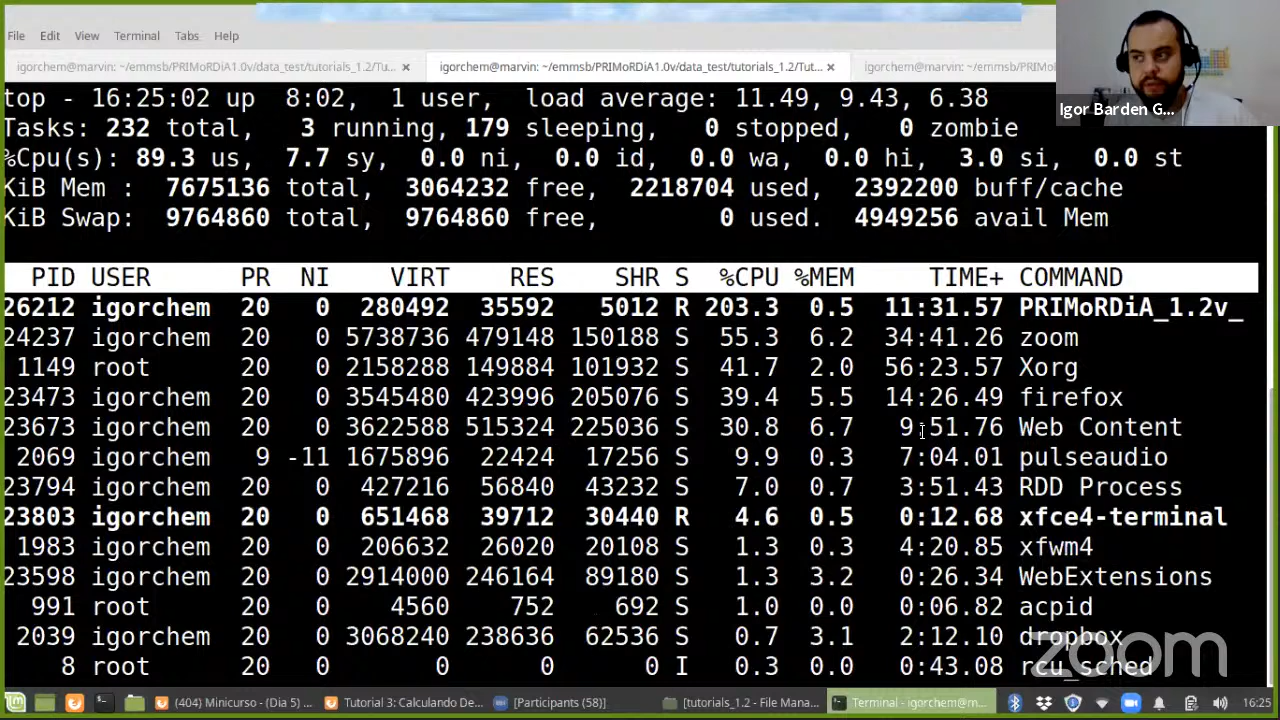 File Edit View Terminal Tabs Help
igorchem@marvin: ~/emmsb/PRIMoRDiA1.0v/data_test/tutorials_1.2/Tu... × igorchem@marvin: ~/emmsb/PRIMoRDiA1.0v/data_test/tutorials_1.2/Tut... × igorchem@marvin: ~/emmsb/PRIMoRD
Igor Barden G...
top - 16:25:02 up 8:02, 1 user, load average: 11.49, 9.43, 6.38
Tasks: 232 total, 3 running, 179 sleeping, 0 stopped, 0 zombie
%Cpu(s): 89.3 us, 7.7 sy, 0.0 ni, 0.0 id, 0.0 wa, 0.0 hi, 3.0 si, 0.0 st
KiB Mem : 7675136 total, 3064232 free, 2218704 used, 2392200 buff/cache
KiB Swap: 9764860 total, 9764860 free, 0 used. 4949256 avail Mem
PID USER PR NI VIRT RES SHR S %CPU %MEM TIME+ COMMAND
26212 igorchem 20 0 280492 35592 5012 R 203.3 0.5 11:31.57 PRIMoRDiA_1.2v_
24237 igorchem 20 0 5738736 479148 150188 S 55.3 6.2 34:41.26 zoom
1149 root 20 0 2158288 149884 101932 S 41.7 2.0 56:23.57 Xorg
23473 igorchem 20 0 3545480 423996 205076 S 39.4 5.5 14:26.49 firefox
23673 igorchem 20 0 3622588 515324 225036 S 30.8 6.7 9:51.76 Web Content
2069 igorchem 9 -11 1675896 22424 17256 S 9.9 0.3 7:04.01 pulseaudio
23794 igorchem 20 0 427216 56840 43232 S 7.0 0.7 3:51.43 RDD Process
23803 igorchem 20 0 651468 39712 30440 R 4.6 0.5 0:12.68 xfce4-terminal
1983 igorchem 20 0 206632 26020 20108 S 1.3 0.3 4:20.85 xfwm4
23598 igorchem 20 0 2914000 246164 89180 S 1.3 3.2 0:26.34 WebExtensions
991 root 20 0 4560 752 692 S 1.0 0.0 0:06.82 acpid
2039 igorchem 20 0 3068240 238636 62536 S 0.7 3.1 2:12.10 dropbox
8 root 20 0 0 0 0 I 0.3 0.0 0:43.08 rcu_sched
zoom
(404) Minicurso - (Dia 5) ... Tutorial 3: Calculando De... [Participants (58)] [tutorials_1.2 - File Mana... Terminal - igorchem@m... 16:25